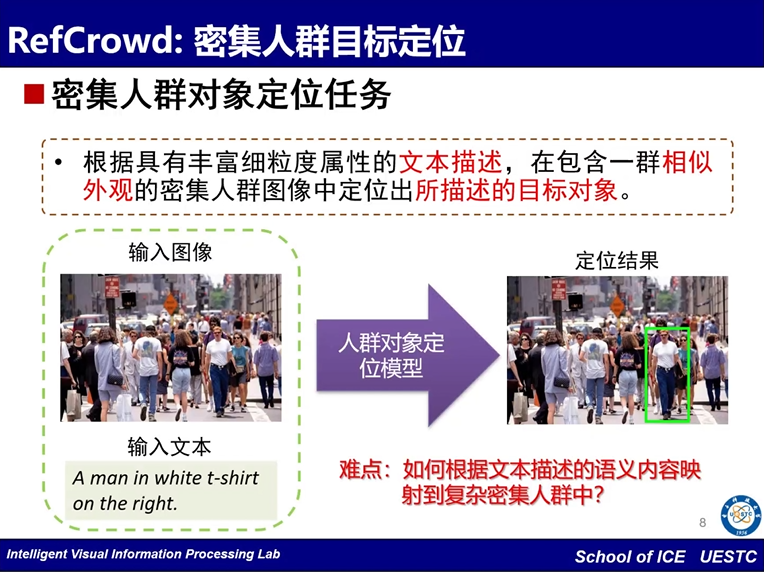 RefCrowd: 密集人群目标定位
■密集人群对象定位任务
• 根据具有丰富细粒度属性的文本描述，在包含一群相似
外观的密集人群图像中定位出所描述的目标对象。
输入图像
定位结果
人群对象定
位模型
输入文本
A man in white t-shirt
on the right.
难点：如何根据文本描述的语义内容映
射到复杂密集人群中？
8
UESTC
1956
Intelligent Visual Information Processing Lab
School of ICE UESTC